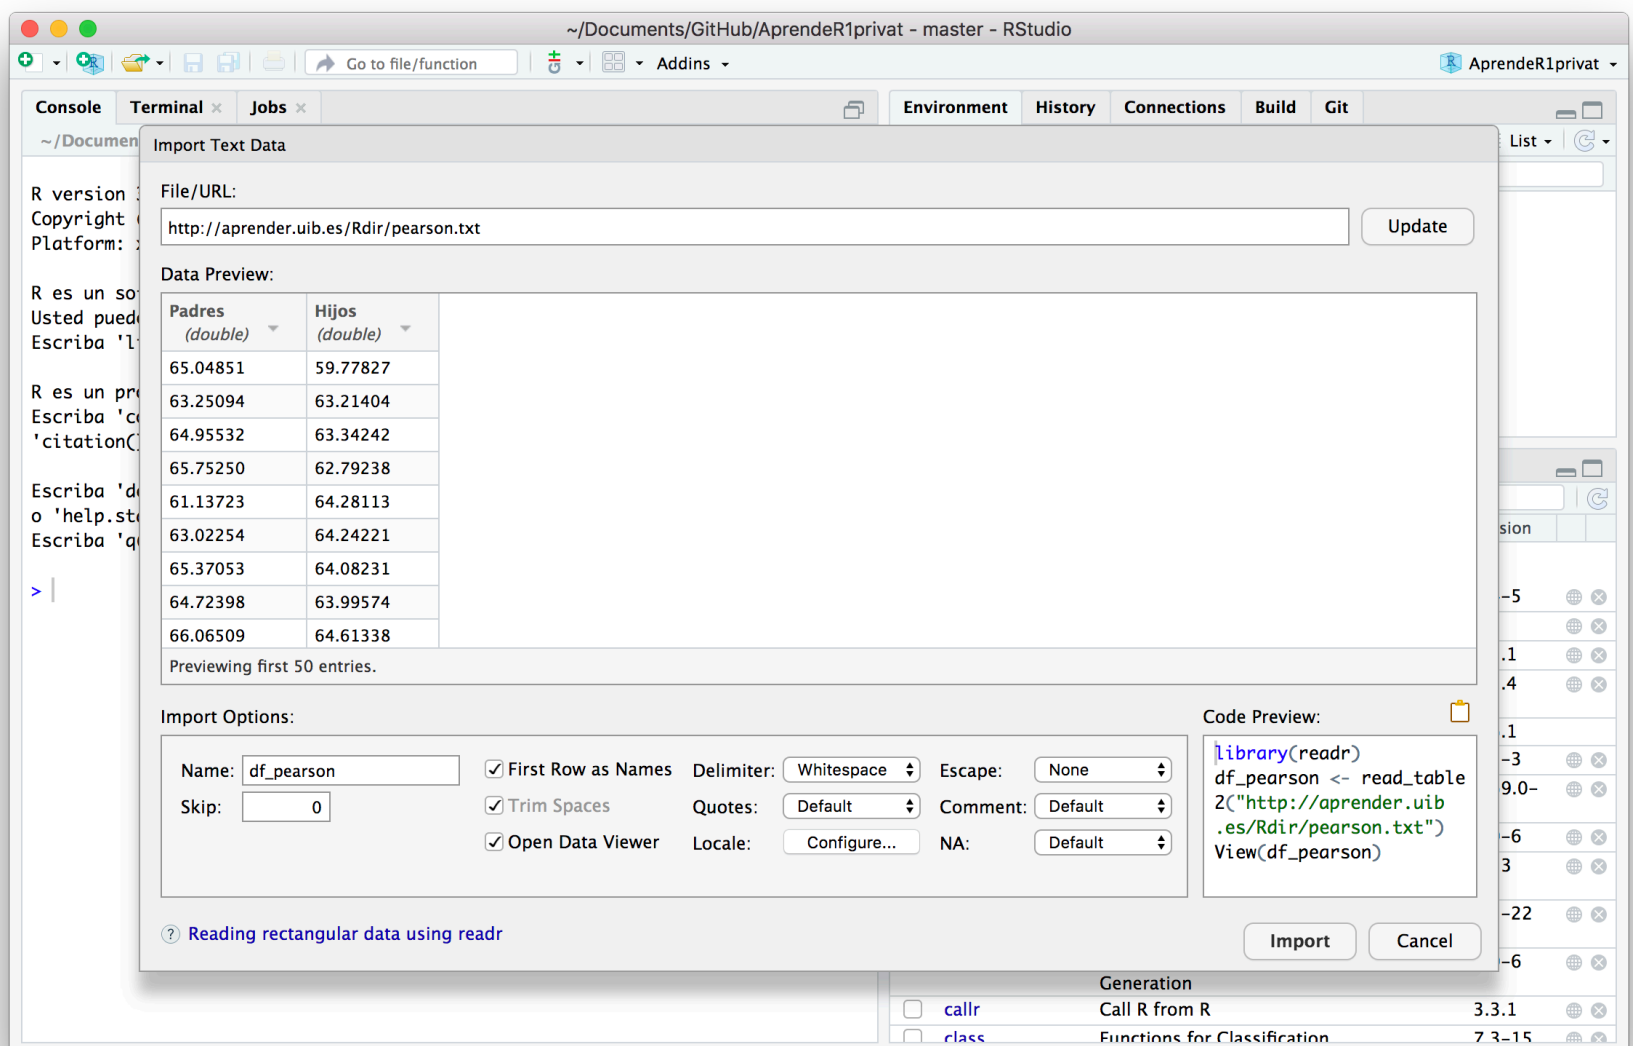 ~/Documents/GitHub/AprendeR1privat - master - RStudio
Go to file/function
Addins
AprendeR1privat
Console
Terminal
Jobs
Environment
History
Connections
Build
Git
~/Documen
List
R version
Copyright
Platform:
R es un so
Usted pued
Escriba 'l
R es un pr
Escriba 'c
'citation(
Escriba 'd
o 'help.st
Escriba 'q
>
Import Text Data
File/URL:
http://aprender.uib.es/Rdir/pearson.txt
Update
Data Preview:
Padres Hijos
(double) (double)
65.04851 59.77827
63.25094 63.21404
64.95532 63.34242
65.75250 62.79238
61.13723 64.28113
63.02254 64.24221
65.37053 64.08231
64.72398 63.99574
66.06509 64.61338
Previewing first 50 entries.
Import Options:
Name: df_pearson
Skip: 0
First Row as Names
Trim Spaces
Open Data Viewer
Delimiter: Whitespace
Quotes: Default
Locale: Configure...
Escape: None
Comment: Default
NA: Default
Code Preview:
library(readr)
df_pearson <- read_table
2("http://aprender.uib
.es/Rdir/pearson.txt")
View(df_pearson)
? Reading rectangular data using readr
Import
Cancel
sion
-5
.1
.4
.1
-3
9.0-
-6
3
-22
-6
Generation
callr Call R from R 3.3.1
class Functions for Classification 7.3-15